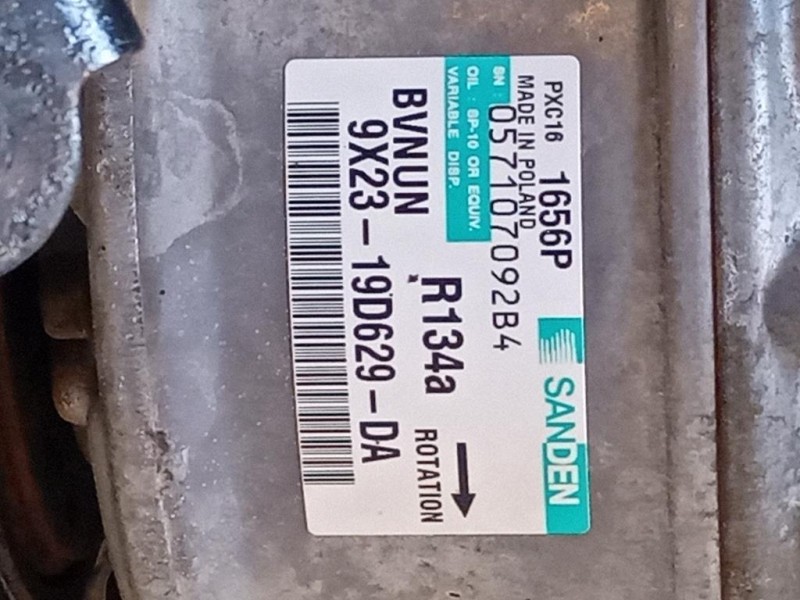 PXC16 1656P SANDEN
MADE IN POLAND
SN : 057107092B4
OIL : SP-10 OR EQUIV.
VARIABLE DISP.
R134a ROTATION
BVNUN
9X23-19D629-DA